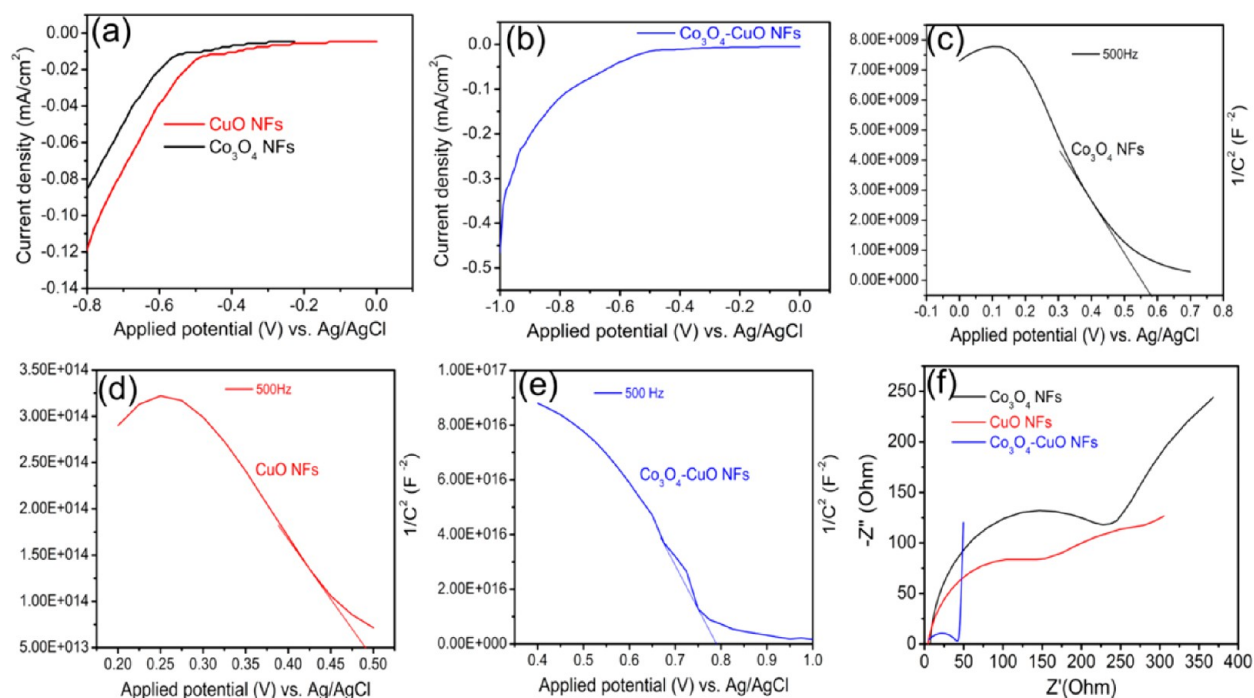 (a)
0.00
-0.02
-0.04
-0.06
-0.08
-0.10
-0.12
-0.14
Current density (mA/cm²)
CuO NFs
Co₃O₄ NFs
-0.8 -0.6 -0.4 -0.2 0.0
Applied potential (V) vs. Ag/AgCl
(b)
0.0
-0.1
-0.2
-0.3
-0.4
-0.5
Current density (mA/cm²)
Co₃O₄-CuO NFs
-1.0 -0.8 -0.6 -0.4 -0.2 0.0
Applied potential (V) vs. Ag/AgCl
(c)
8.00E+009
7.00E+009
6.00E+009
5.00E+009
4.00E+009
3.00E+009
2.00E+009
1.00E+009
0.00E+000
500Hz
Co₃O₄ NFs
1/C² (F⁻²)
-0.1 0.0 0.1 0.2 0.3 0.4 0.5 0.6 0.7 0.8
Applied potential (V) vs. Ag/AgCl
(d)
3.50E+014
3.00E+014
2.50E+014
2.00E+014
1.50E+014
1.00E+014
5.00E+013
500Hz
CuO NFs
1/C² (F⁻²)
0.20 0.25 0.30 0.35 0.40 0.45 0.50
Applied potential (V) vs. Ag/AgCl
(e)
1.00E+017
8.00E+016
6.00E+016
4.00E+016
2.00E+016
0.00E+000
500 Hz
Co₃O₄-CuO NFs
1/C² (F⁻²)
0.4 0.5 0.6 0.7 0.8 0.9 1.0
Applied potential (V) vs. Ag/AgCl
(f)
250
200
150
100
50
0
-Z" (Ohm)
Co₃O₄ NFs
CuO NFs
Co₃O₄-CuO NFs
0 50 100 150 200 250 300 350 400
Z'(Ohm)